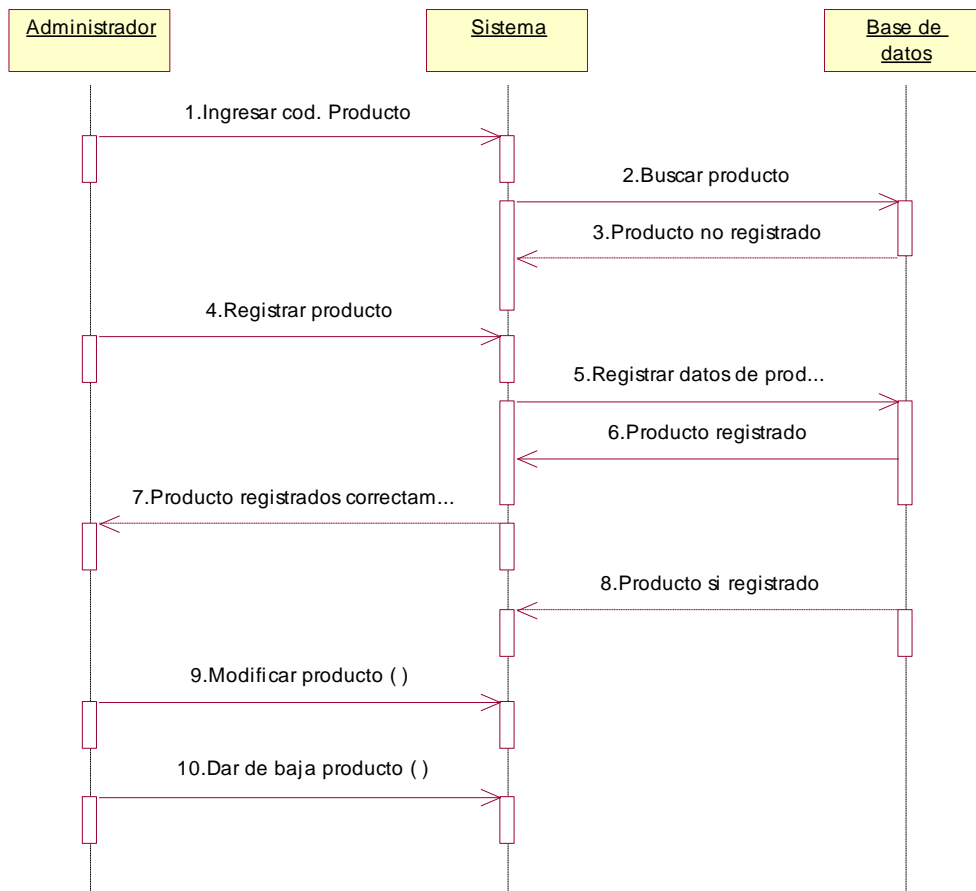 Administrador
Sistema
Base de
datos
1.Ingresar cod. Producto
2.Buscar producto
3.Producto no registrado
4.Registrar producto
5.Registrar datos de prod...
6.Producto registrado
7.Producto registrados correctam...
8.Producto si registrado
9.Modificar producto ( )
10.Dar de baja producto ( )